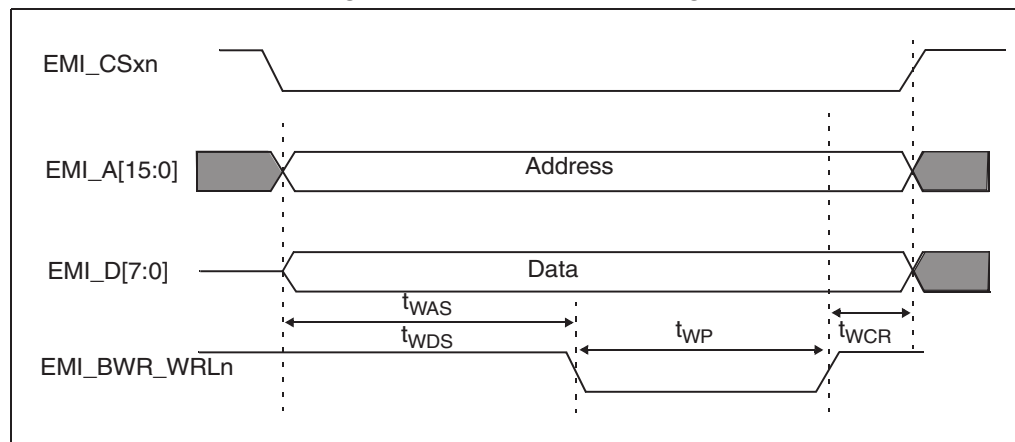 EMI_CSxn
EMI_A[15:0]
Address
EMI_D[7:0]
Data
tWAS
tWDS
tWP
tWCR
EMI_BWR_WRLn